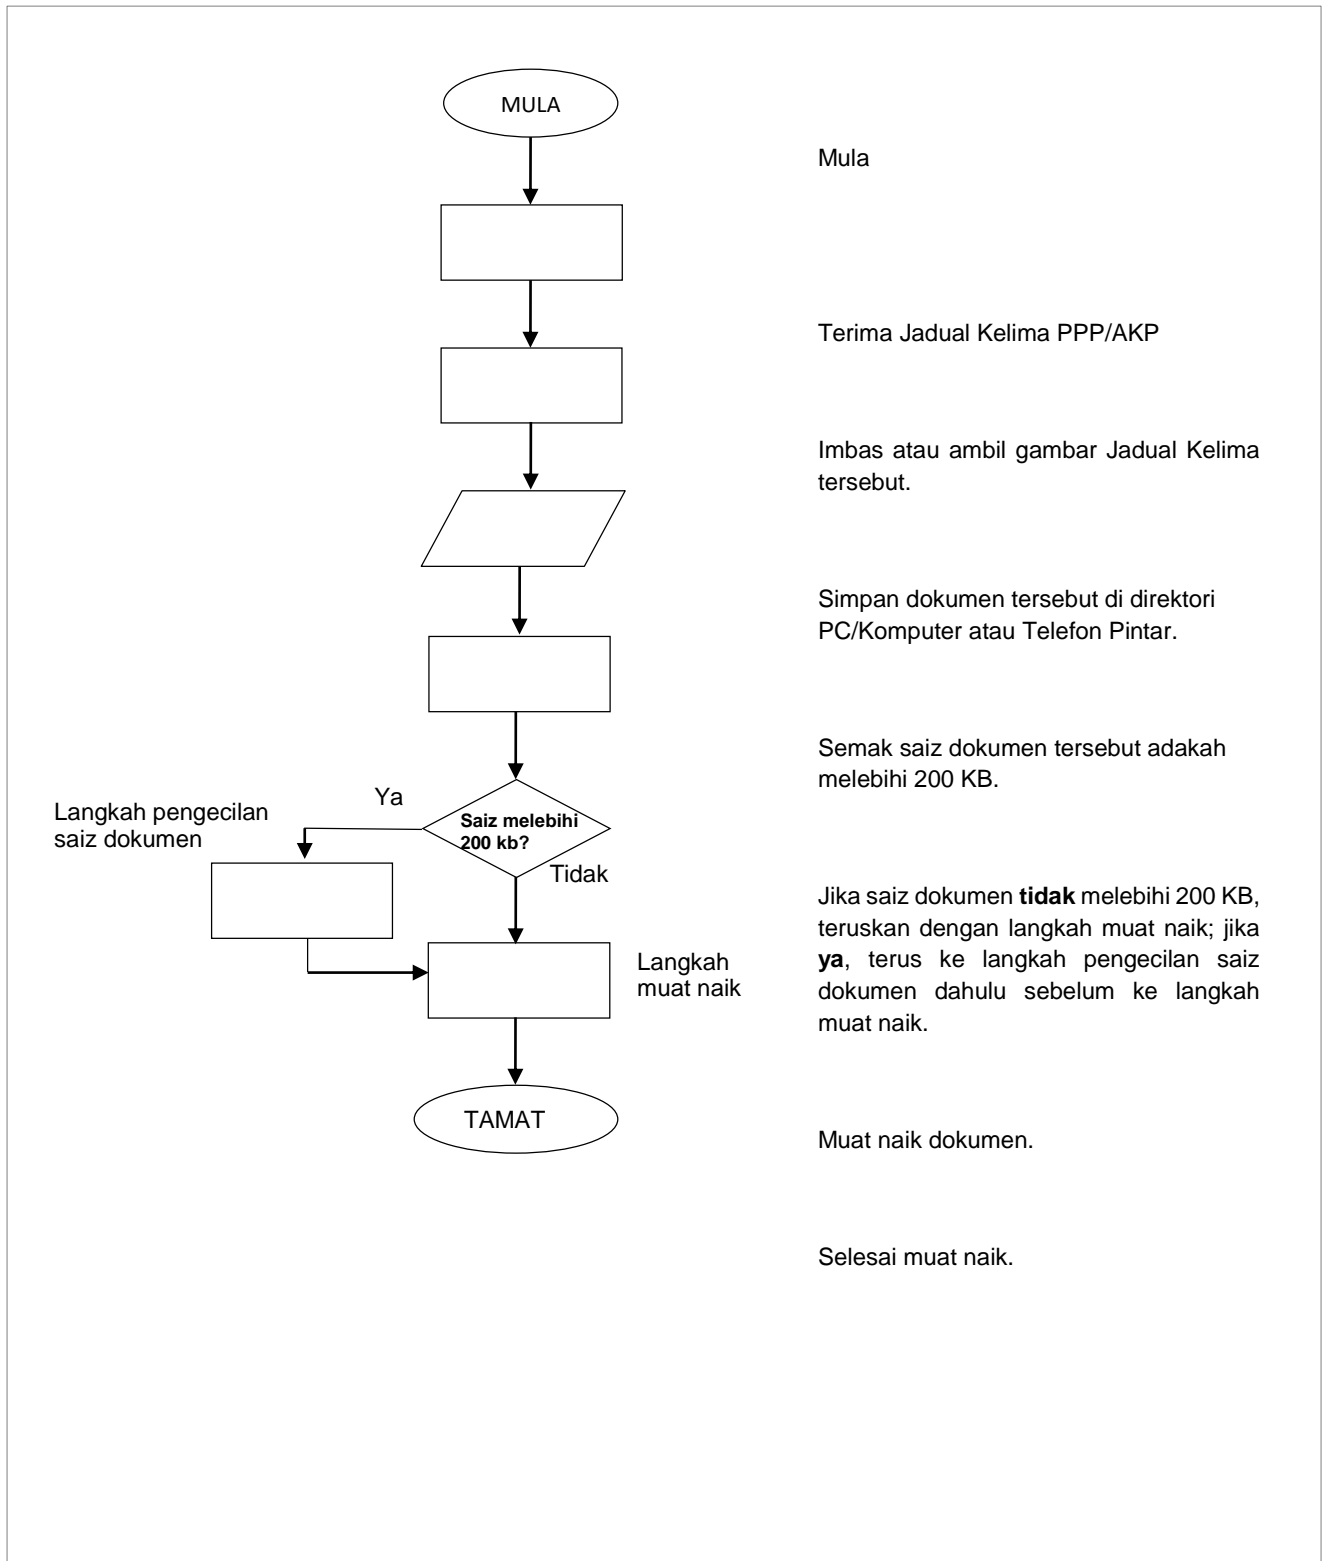 MULA
Mula
Terima Jadual Kelima PPP/AKP
Imbas atau ambil gambar Jadual Kelima
tersebut.
Simpan dokumen tersebut di direktori
PC/Komputer atau Telefon Pintar.
Semak saiz dokumen tersebut adakah
melebihi 200 KB.
Ya
Langkah pengecilan
saiz dokumen
Saiz melebihi
200 kb?
Tidak
Jika saiz dokumen tidak melebihi 200 KB,
teruskan dengan langkah muat naik; jika
ya, terus ke langkah pengecilan saiz
dokumen dahulu sebelum ke langkah
muat naik.
Langkah
muat naik
TAMAT
Muat naik dokumen.
Selesai muat naik.